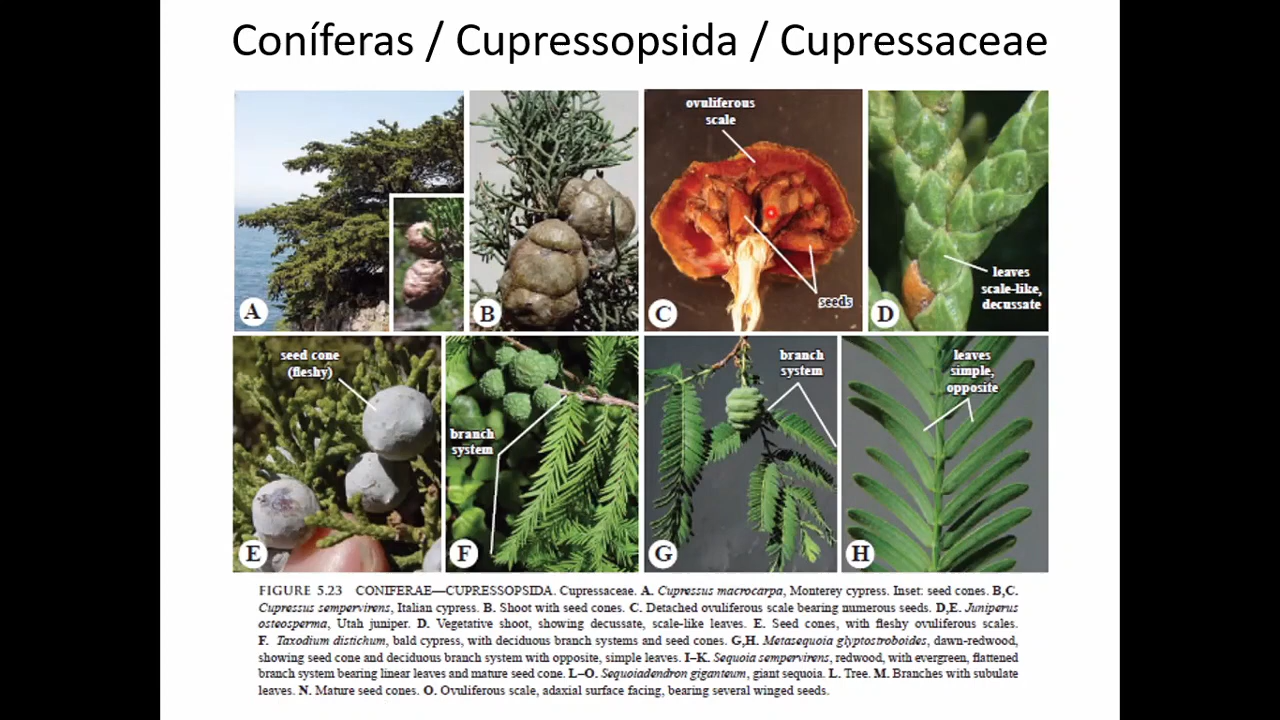 Coníferas / Cupressopsida / Cupressaceae
ovuliferous
scale
seeds
leaves
scale-like,
decussate
A
B
C
D
seed cone
(fleshy)
branch
system
branch
system
leaves
simple,
opposite
E
F
G
H
FIGURE 5.23 CONIFERAE—CUPRESSOPSIDA. Cupressaceae. A. Cupressus macrocarpa, Monterey cypress. Inset: seed cones. B,C.
Cupressus sempervirens, Italian cypress. B. Shoot with seed cones. C. Detached ovuliferous scale bearing numerous seeds. D,E. Juniperus
osteosperma, Utah juniper. D. Vegetative shoot, showing decussate, scale-like leaves. E. Seed cones, with fleshy ovuliferous scales.
F. Taxodium distichum, bald cypress, with deciduous branch systems and seed cones. G,H. Metasequoia glyptostroboides, dawn-redwood,
showing seed cone and deciduous branch system with opposite, simple leaves. I–K. Sequoia sempervirens, redwood, with evergreen, flattened
branch system bearing linear leaves and mature seed cone. L–O. Sequoiadendron giganteum, giant sequoia. L. Tree. M. Branches with subulate
leaves. N. Mature seed cones. O. Ovuliferous scale, adaxial surface facing, bearing several winged seeds.